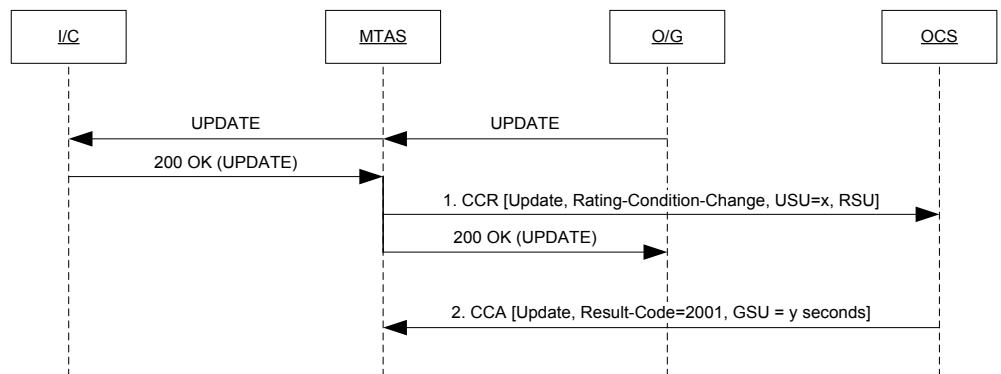 I/C
MTAS
O/G
OCS
UPDATE
UPDATE
200 OK (UPDATE)
1. CCR [Update, Rating-Condition-Change, USU=x, RSU]
200 OK (UPDATE)
2. CCA [Update, Result-Code=2001, GSU = y seconds]